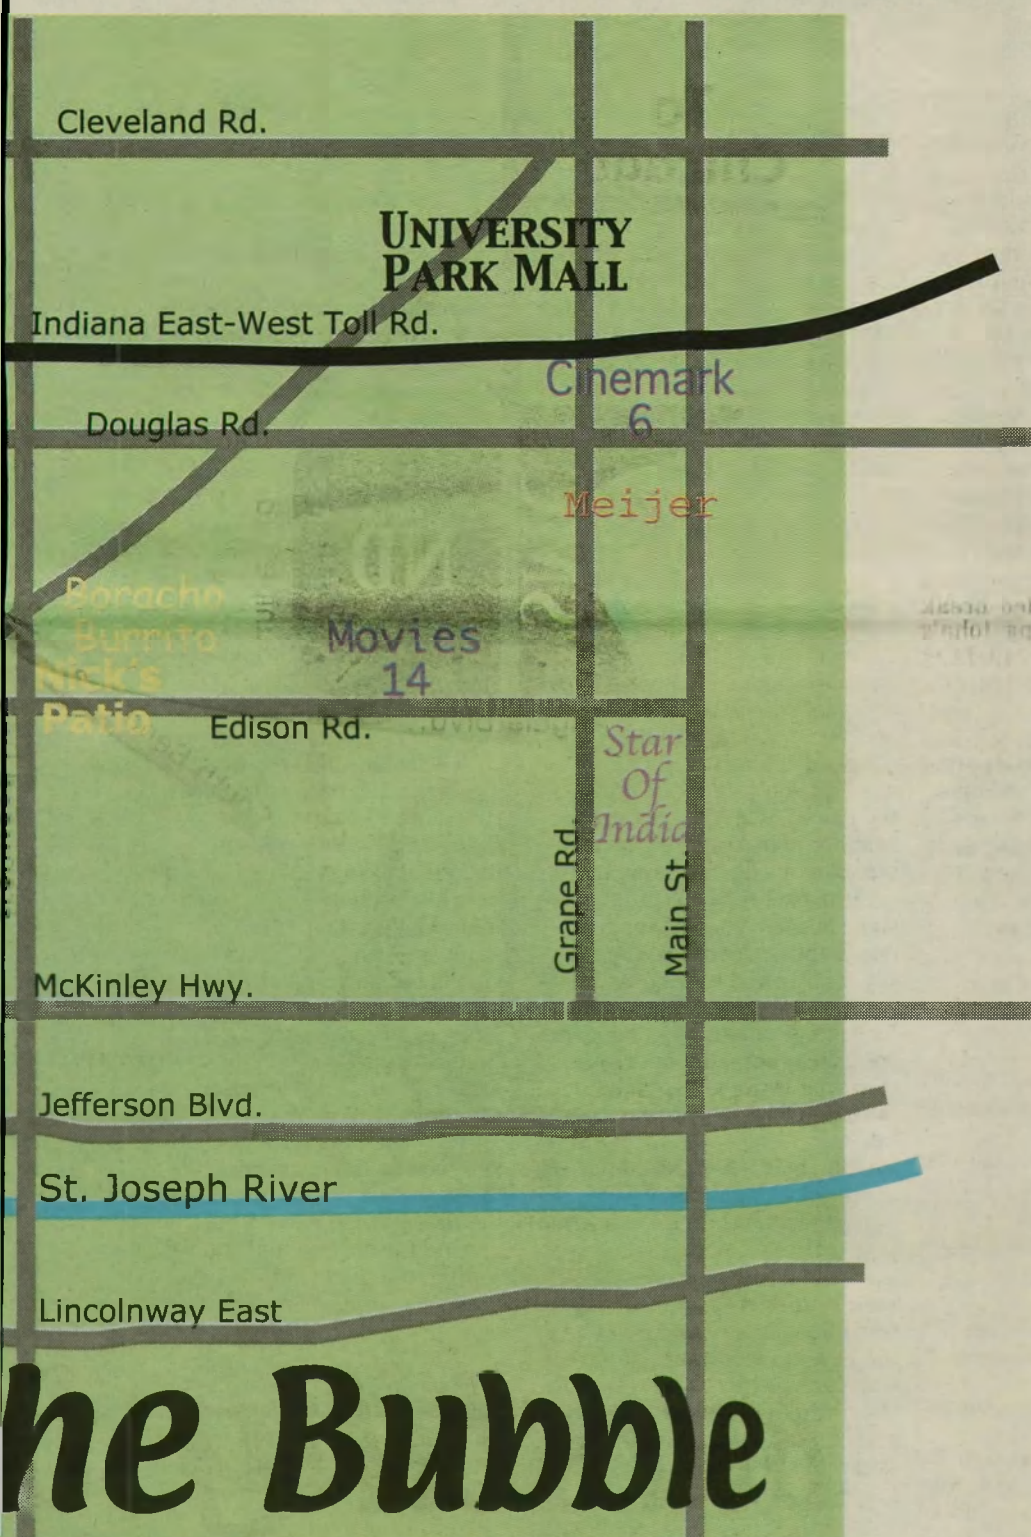 Cleveland Rd.
UNIVERSITY
PARK MALL
Indiana East-West Toll Rd.
Cinemark
6
Douglas Rd.
Meijer
Boracho
Burrito
Movies
14
Nick's
Patio
Edison Rd.
Star
Of
India
Grape Rd.
Main St.
McKinley Hwy.
Jefferson Blvd.
St. Joseph River
Lincolnway East
he Bubble